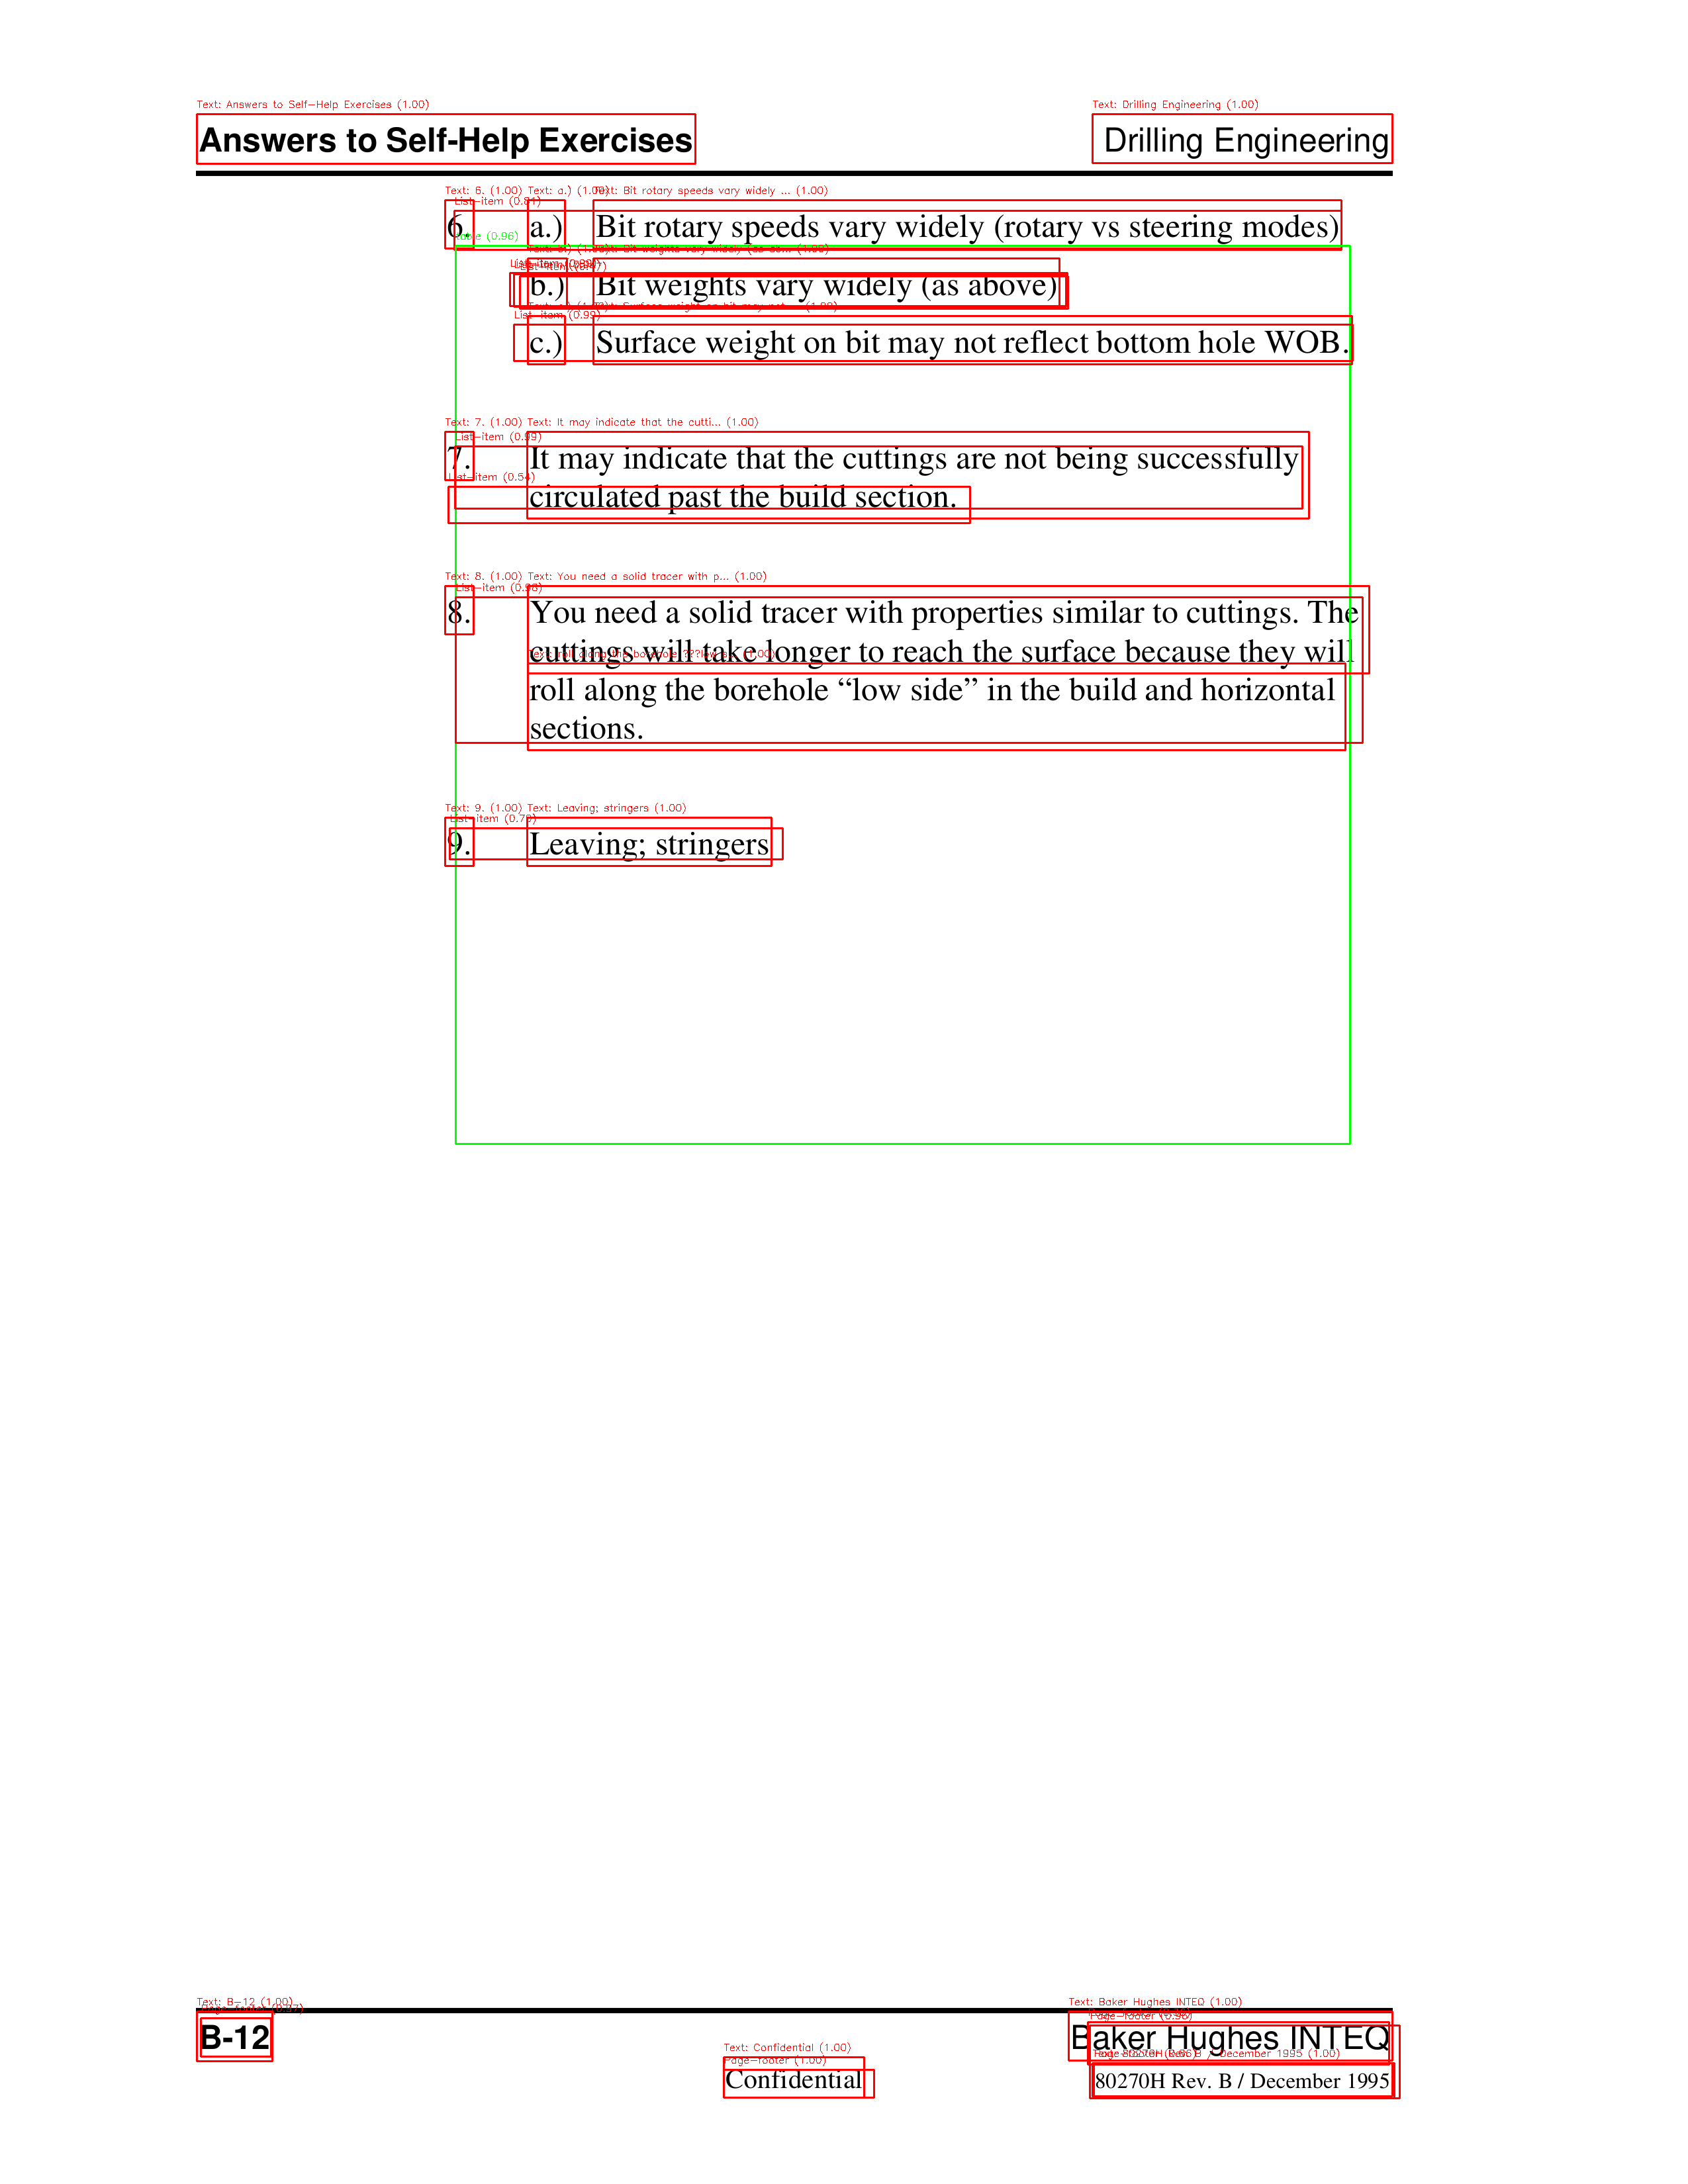 Answers to Self-Help Exercises Drilling Engineering
6. a.) Bit rotary speeds vary widely (rotary vs steering modes)
b.) Bit weights vary widely (as above)
c.) Surface weight on bit may not reflect bottom hole WOB.
7. It may indicate that the cuttings are not being successfully
circulated past the build section.
8. You need a solid tracer with properties similar to cuttings. The
cuttings will take longer to reach the surface because they will
roll along the borehole “low side” in the build and horizontal
sections.
9. Leaving; stringers
B-12 Baker Hughes INTEQ
Confidential 80270H Rev. B / December 1995